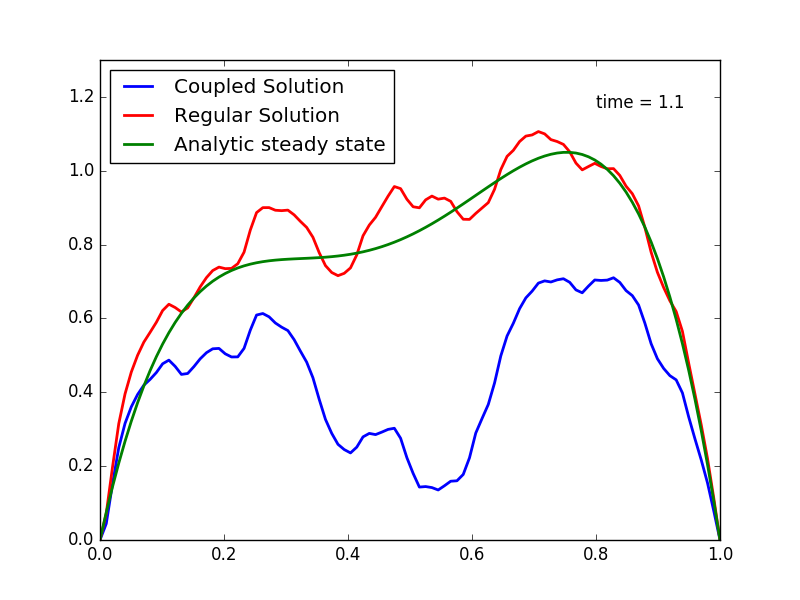 Coupled Solution
Regular Solution
Analytic steady state
time = 1.1
1.2
1.0
0.8
0.6
0.4
0.2
0.0
0.0 0.2 0.4 0.6 0.8 1.0